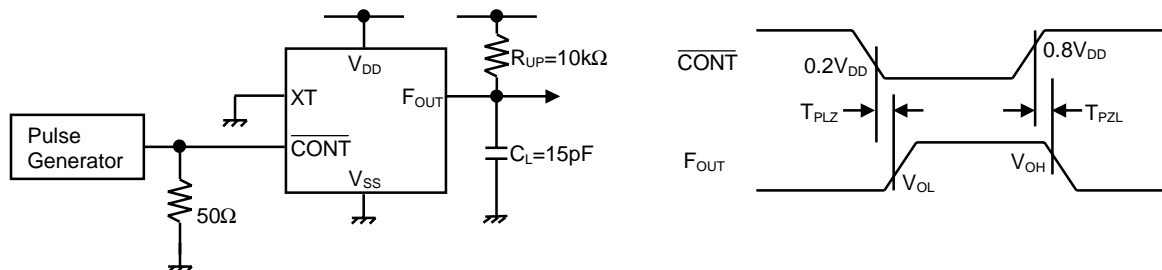 V_DD
XT
F_OUT
CONT
V_SS
Pulse
Generator
50Ω
R_UP=10kΩ
C_L=15pF
CONT
0.2V_DD
0.8V_DD
T_PLZ
T_PZL
F_OUT
V_OL
V_OH